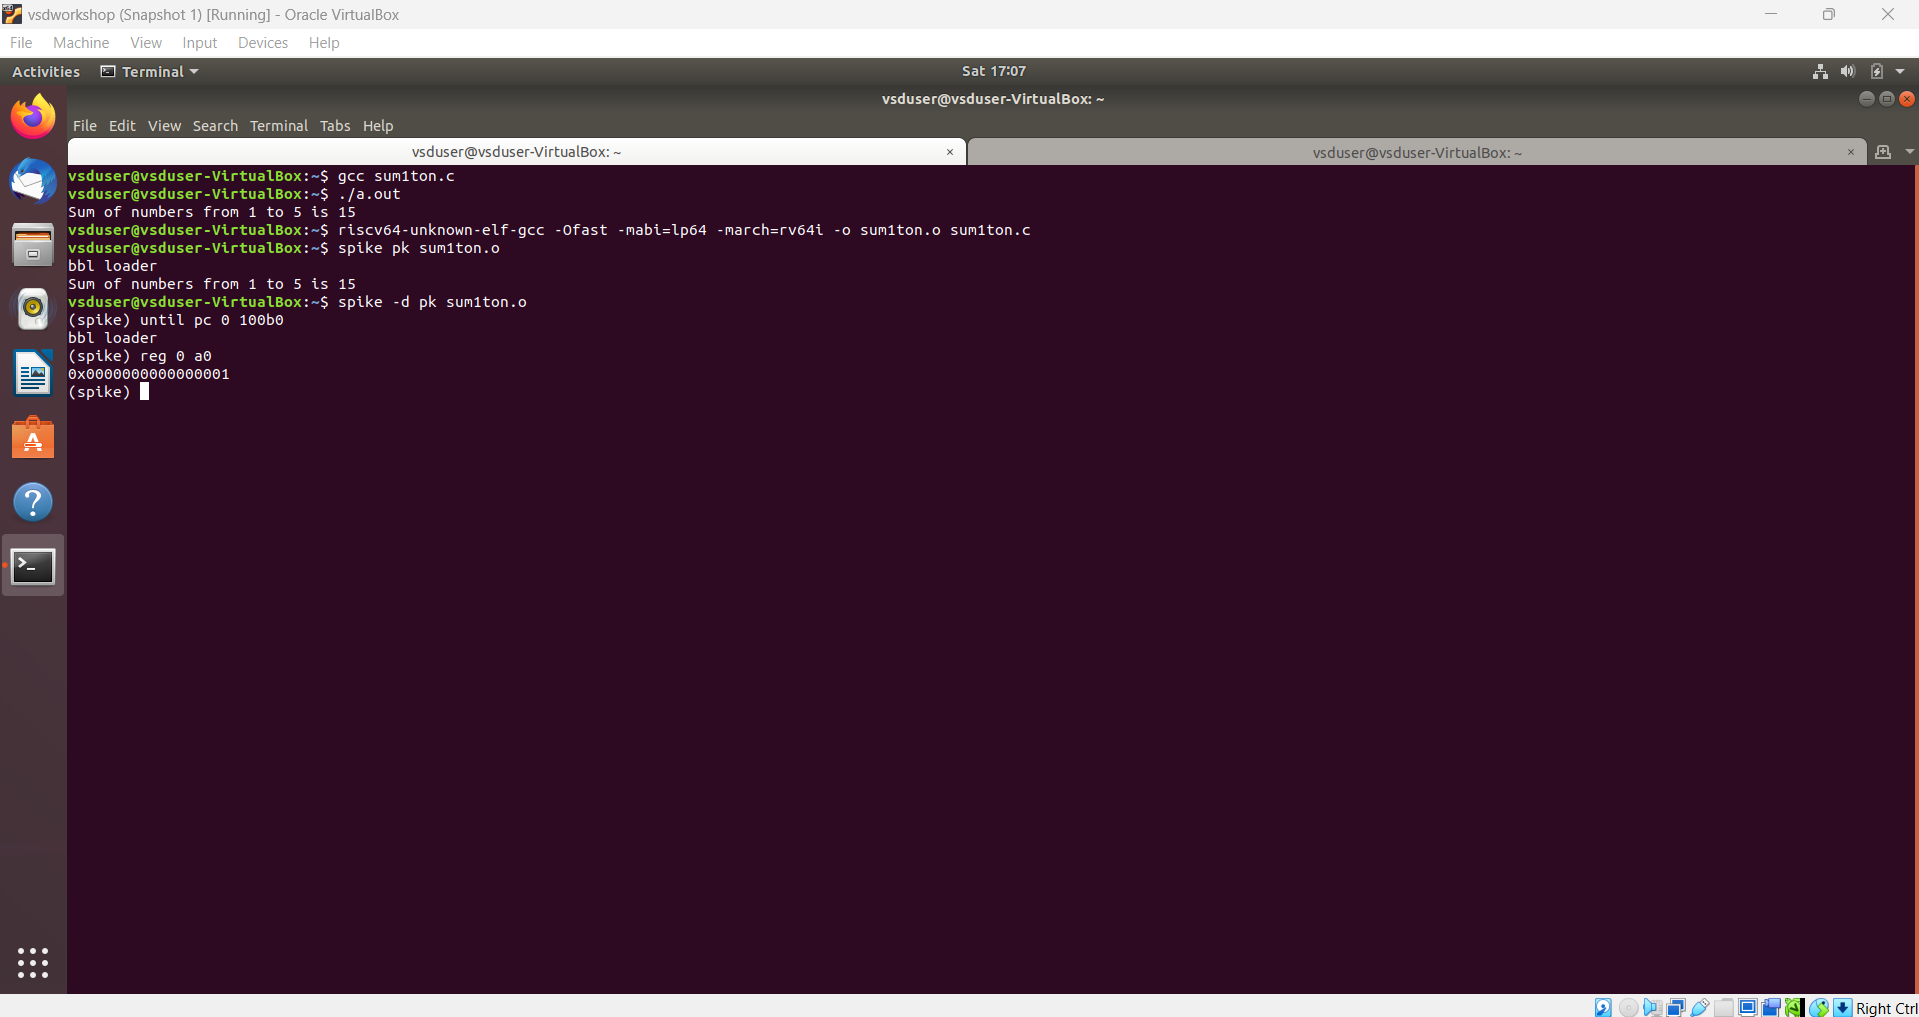 vsdworkshop (Snapshot 1) [Running] - Oracle VirtualBox
File Machine View Input Devices Help
Activities Terminal Sat 17:07
vsduser@vsduser-VirtualBox: ~
File Edit View Search Terminal Tabs Help
vsduser@vsduser-VirtualBox: ~ × vsduser@vsduser-VirtualBox: ~ ×
vsduser@vsduser-VirtualBox:~$ gcc sum1ton.c
vsduser@vsduser-VirtualBox:~$ ./a.out
Sum of numbers from 1 to 5 is 15
vsduser@vsduser-VirtualBox:~$ riscv64-unknown-elf-gcc -Ofast -mabi=lp64 -march=rv64i -o sum1ton.o sum1ton.c
vsduser@vsduser-VirtualBox:~$ spike pk sum1ton.o
bbl loader
Sum of numbers from 1 to 5 is 15
vsduser@vsduser-VirtualBox:~$ spike -d pk sum1ton.o
(spike) until pc 0 100b0
bbl loader
(spike) reg 0 a0
0x0000000000000001
(spike)
Right Ctrl